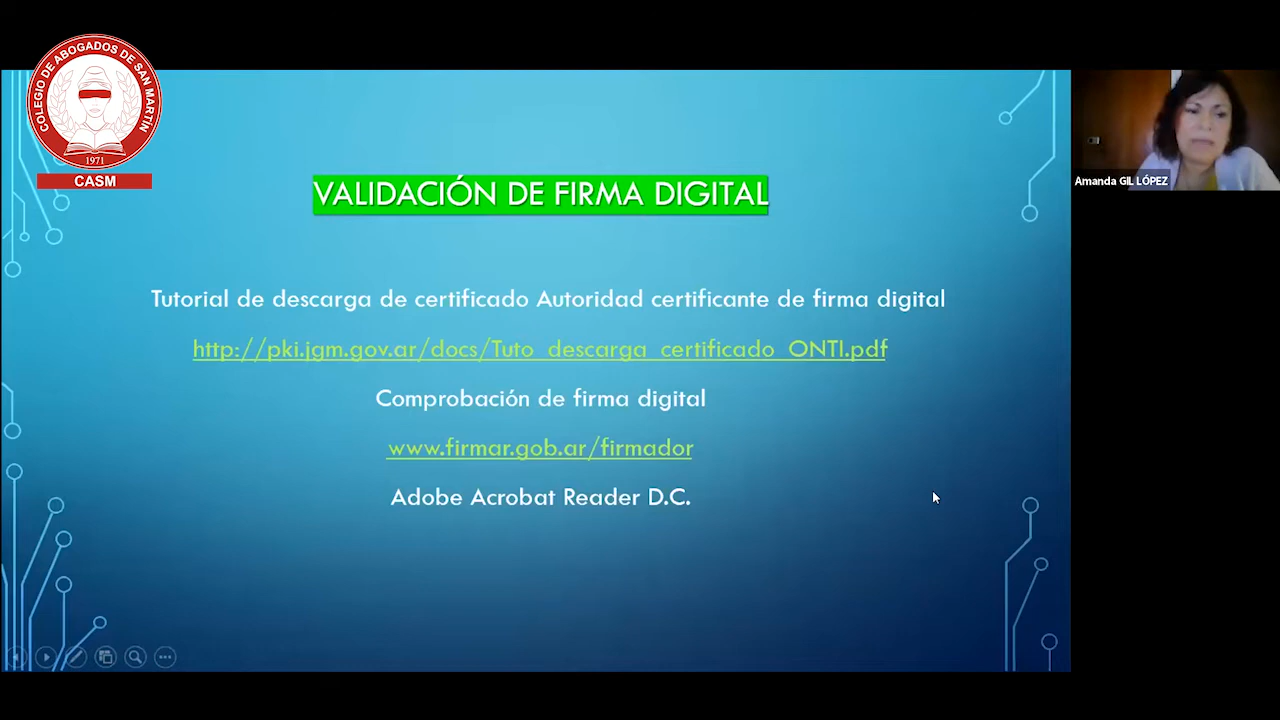 COLEGIO DE ABOGADOS DE SAN MARTÍN
1971
CASM
VALIDACIÓN DE FIRMA DIGITAL
Tutorial de descarga de certificado Autoridad certificante de firma digital
http://pki.jgm.gov.ar/docs/Tuto_descarga_certificado_ONTI.pdf
Comprobación de firma digital
www.firmar.gob.ar/firmador
Adobe Acrobat Reader D.C.
Amanda GIL LÓPEZ